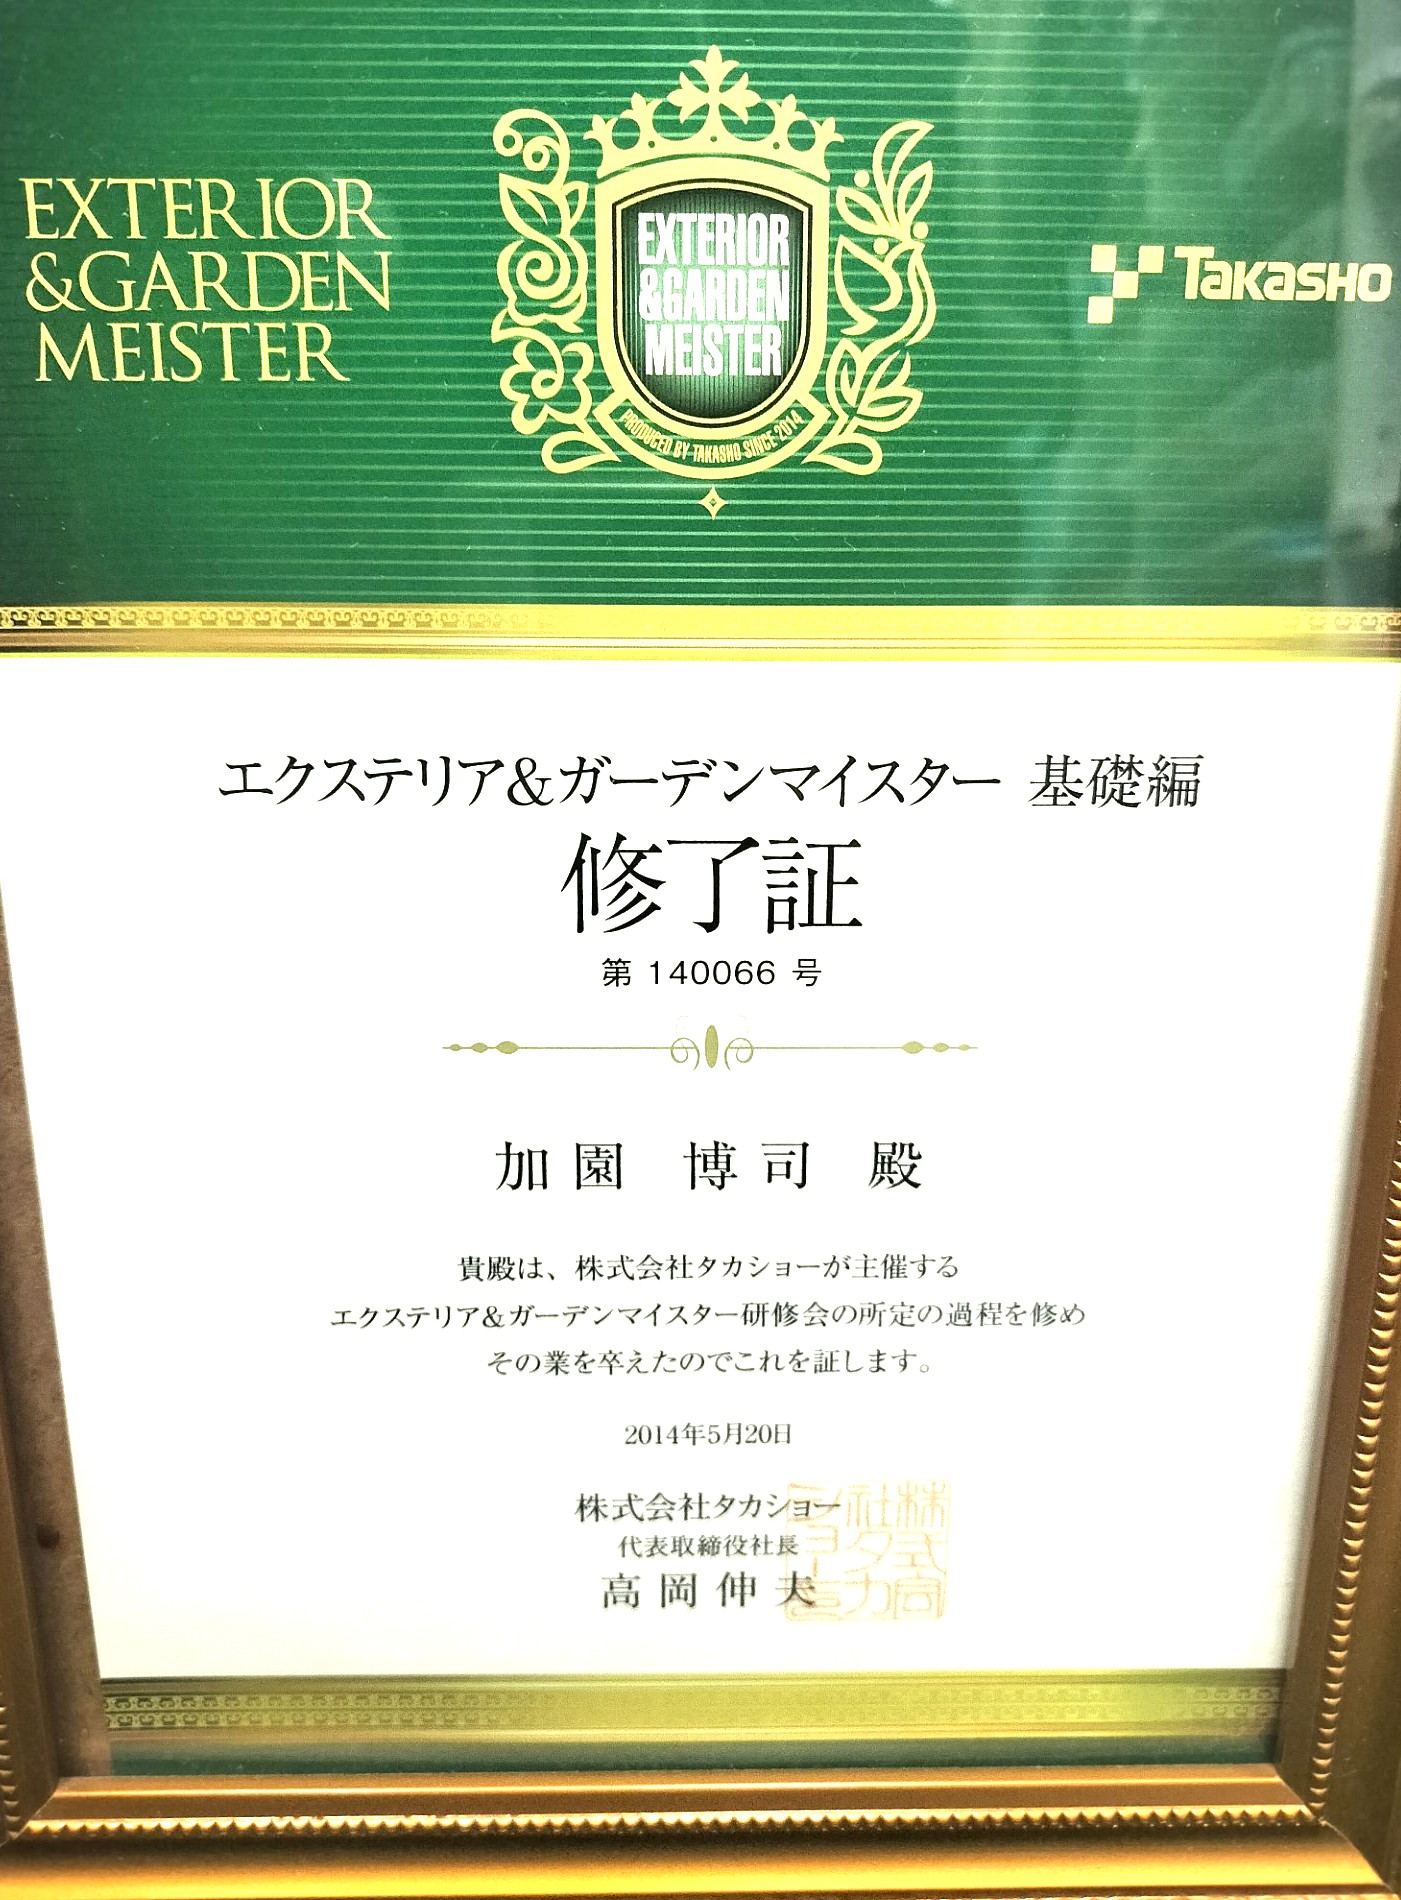 EXTERIOR
&GARDEN
MEISTER
EXTERIOR
&GARDEN
MEISTER
PRODUCED BY TAKASHO SINCE 2014
TAKASHO
エクステリア&ガーデンマイスター 基礎編
修了証
第 140066 号
加園 博司 殿
貴殿は、株式会社タカショーが主催する
エクステリア&ガーデンマイスター研修会の所定の過程を修め
その業を卒えたのでこれを証します。
2014年5月20日
株式会社タカショー
代表取締役社長
高岡伸夫